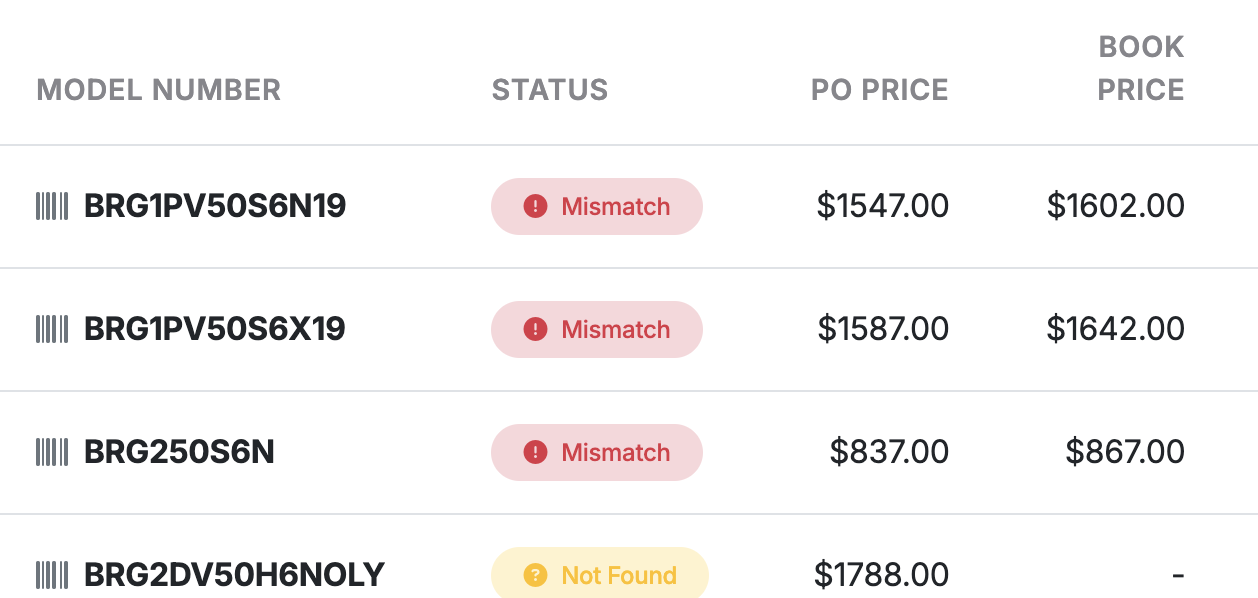 MODEL NUMBER STATUS PO PRICE BOOK PRICE
BRG1PV50S6N19 Mismatch $1547.00 $1602.00
BRG1PV50S6X19 Mismatch $1587.00 $1642.00
BRG250S6N Mismatch $837.00 $867.00
BRG2DV50H6NOLY Not Found $1788.00 -